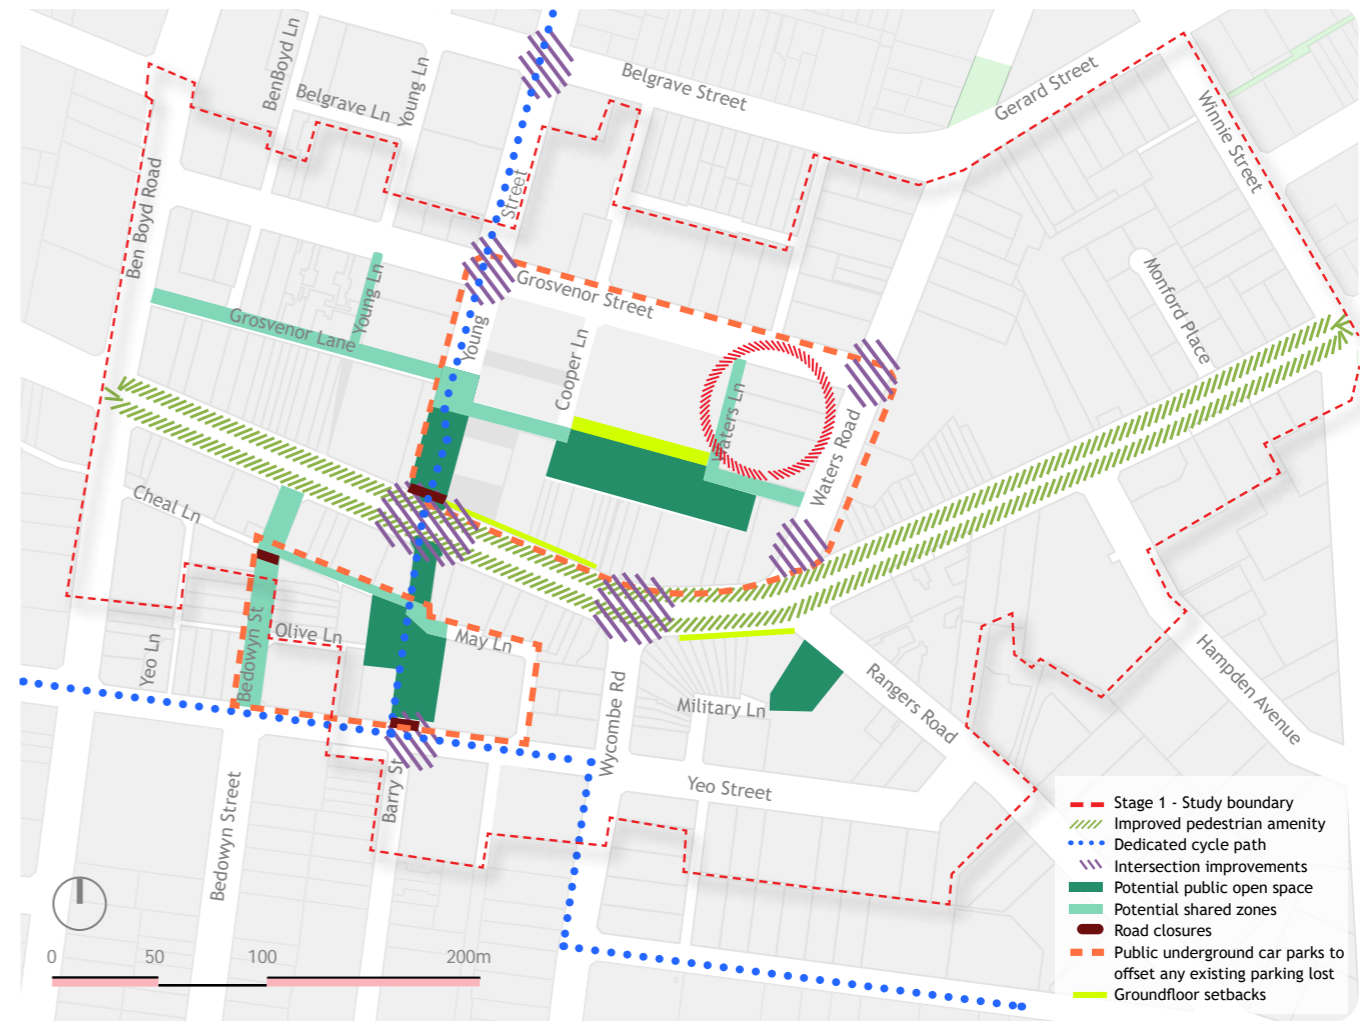 BenBoyd Ln
Belgrave Ln
Young Ln
Belgrave Street
Gerard Street
Winnie Street
Ben Boyd Road
Street
Young Ln
Grosvenor Street
Monford Place
Grosvenor Lane
Young
Cooper Ln
Waters Ln
Waters Road
Cheal Ln
Bedowyn St
Olive Ln
May Ln
Yeo Ln
Military Ln
Rangers Road
Hampden Avenue
Wycombe Rd
Yeo Street
Barry St
Bedowyn Street
Stage 1 - Study boundary
Improved pedestrian amenity
Dedicated cycle path
Intersection improvements
Potential public open space
Potential shared zones
Road closures
Public underground car parks to
offset any existing parking lost
Groundfloor setbacks
0 50 100 200m